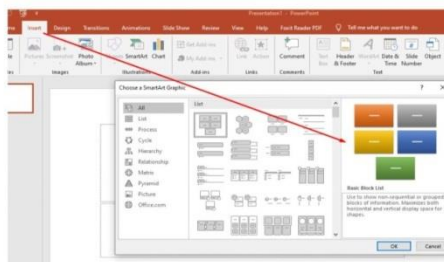 Presentation1 - PowerPoint
Insert Design Transitions Animations Slide Show Review View Help Foxit Reader PDF Tell me what you want to do
Pictures Screenshot Photo SmartArt Chart Get Add-ins Link Action Comment Text Header WordArt Date & Slide Object
Album My Add-ins Box & Footer Time Number
Images Illustrations Add-ins Links Comments Text
Choose a SmartArt Graphic ? ×
All List
List
Process
Cycle
Hierarchy
Relationship
Matrix
Pyramid
Picture
Office.com
Basic Block List
Use to show non-sequential or grouped
blocks of information. Maximizes both
horizontal and vertical display space for
shapes.
OK Cancel